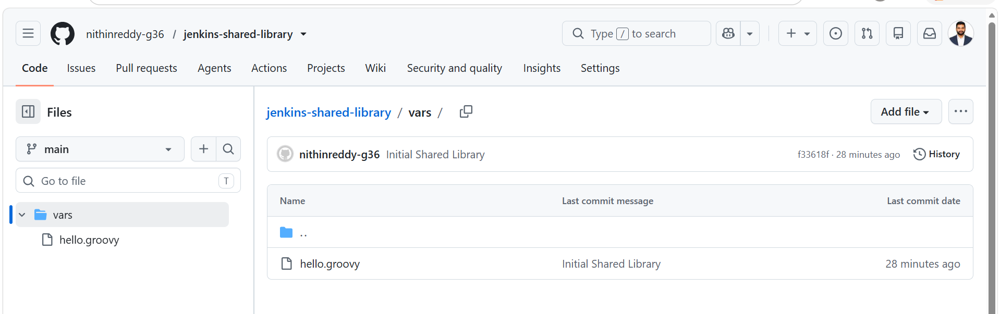 nithinreddy-g36 / jenkins-shared-library
Type / to search
Code Issues Pull requests Agents Actions Projects Wiki Security and quality Insights Settings
Files
main
Go to file T
vars
hello.groovy
jenkins-shared-library / vars /
Add file
nithinreddy-g36 Initial Shared Library f33618f · 28 minutes ago History
Name Last commit message Last commit date
..
hello.groovy Initial Shared Library 28 minutes ago